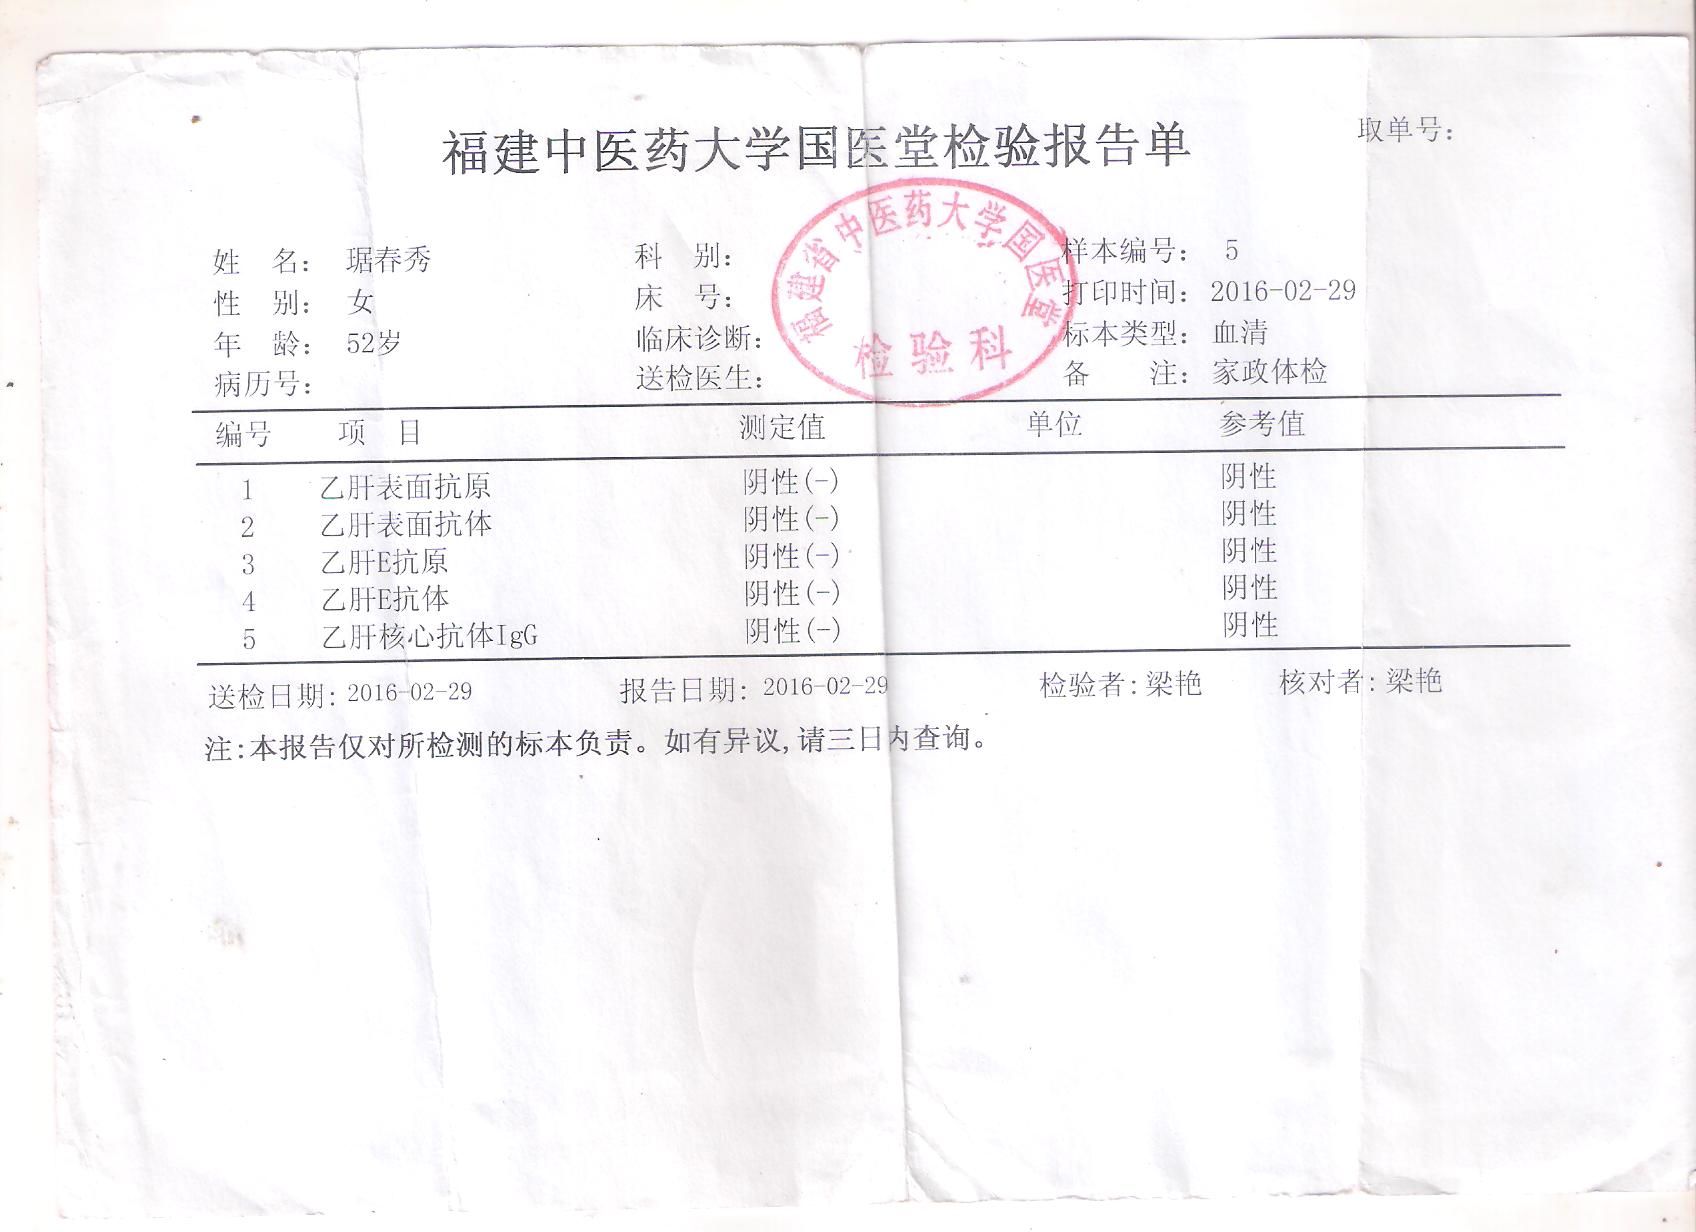 福建中医药大学国医堂检验报告单
取单号:
福建省中医药大学国医堂
检验科
姓 名: 琚春秀 科 别: 样本编号: 5
性 别: 女 床 号: 打印时间: 2016-02-29
年 龄: 52岁 临床诊断: 标本类型: 血清
病历号: 送检医生: 备 注: 家政体检
编号 项 目 测定值 单位 参考值
1 乙肝表面抗原 阴性(-) 阴性
2 乙肝表面抗体 阴性(-) 阴性
3 乙肝E抗原 阴性(-) 阴性
4 乙肝E抗体 阴性(-) 阴性
5 乙肝核心抗体IgG 阴性(-) 阴性
送检日期: 2016-02-29 报告日期: 2016-02-29 检验者:梁艳 核对者:梁艳
注:本报告仅对所检测的标本负责。如有异议,请三日内查询。